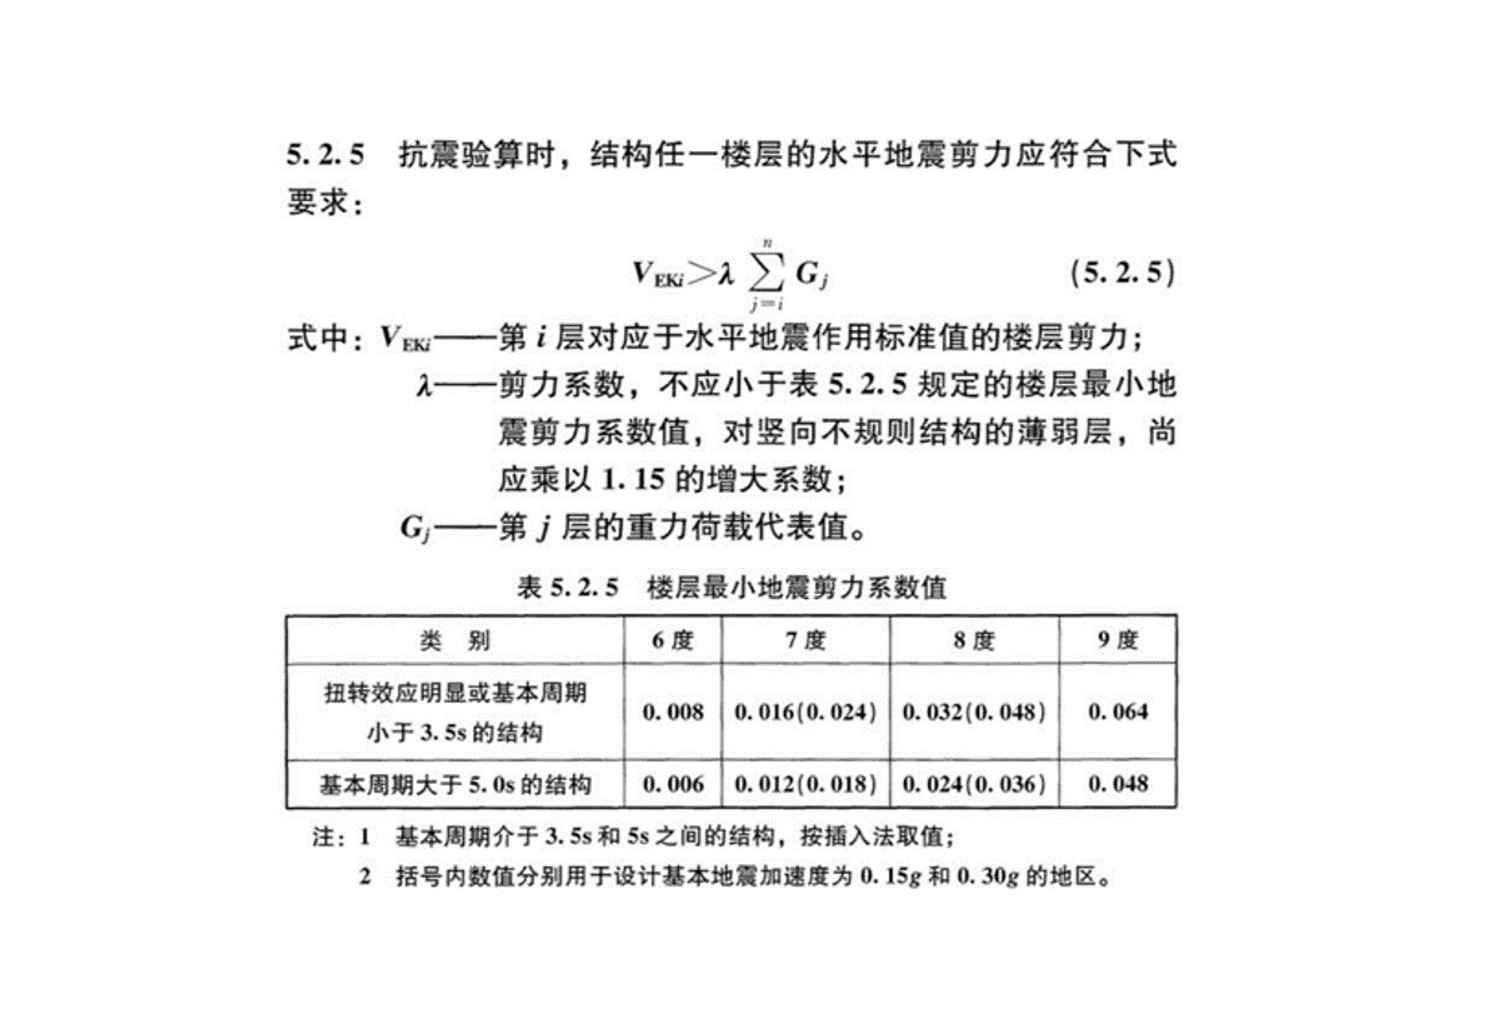 5.2.5 抗震验算时，结构任一楼层的水平地震剪力应符合下式
要求：
V_EKi>λ∑_{j=i}^{n}G_j (5.2.5)
式中：V_EKi——第 i 层对应于水平地震作用标准值的楼层剪力；
λ——剪力系数，不应小于表 5.2.5 规定的楼层最小地
震剪力系数值，对竖向不规则结构的薄弱层，尚
应乘以 1.15 的增大系数；
G_j——第 j 层的重力荷载代表值。
表 5.2.5 楼层最小地震剪力系数值
类 别 6 度 7 度 8 度 9 度
扭转效应明显或基本周期
小于 3.5s 的结构 0.008 0.016(0.024) 0.032(0.048) 0.064
基本周期大于 5.0s 的结构 0.006 0.012(0.018) 0.024(0.036) 0.048
注：1 基本周期介于 3.5s 和 5s 之间的结构，按插入法取值；
2 括号内数值分别用于设计基本地震加速度为 0.15g 和 0.30g 的地区。